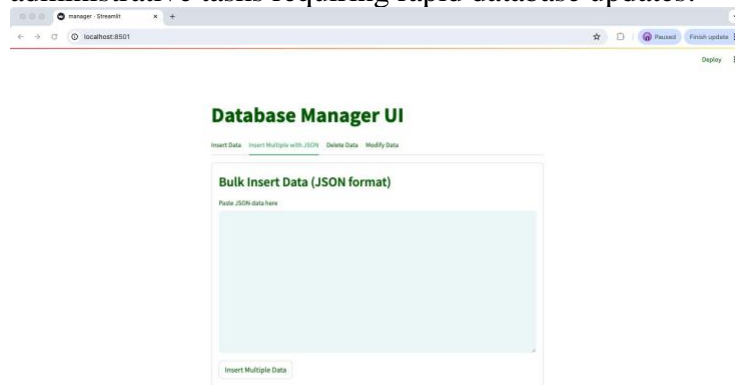 administrative tasks requiring rapid database updates.
manager · Streamlit
localhost:8501
Paused
Finish update
Deploy
Database Manager UI
Insert Data Insert Multiple with JSON Delete Data Modify Data
Bulk Insert Data (JSON format)
Paste JSON data here
Insert Multiple Data